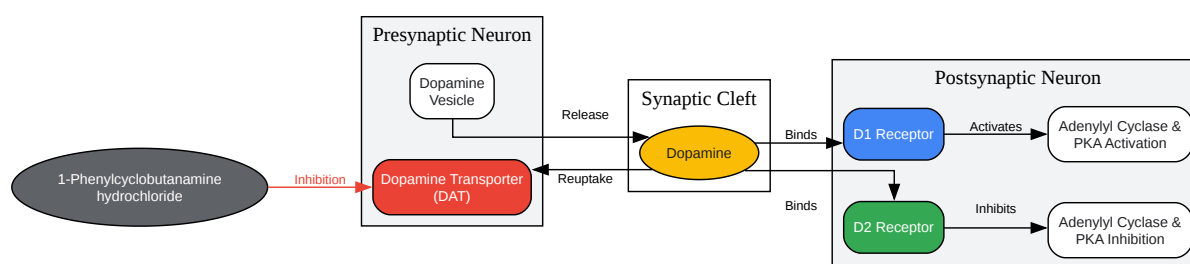 Presynaptic Neuron
Dopamine
Vesicle
Release
Synaptic Cleft
Dopamine
Reuptake
1-Phenylcyclobutanamine
hydrochloride
Inhibition
Dopamine Transporter
(DAT)
Postsynaptic Neuron
Binds
D1 Receptor
Activates
Adenylyl Cyclase &
PKA Activation
Binds
D2 Receptor
Inhibits
Adenylyl Cyclase &
PKA Inhibition